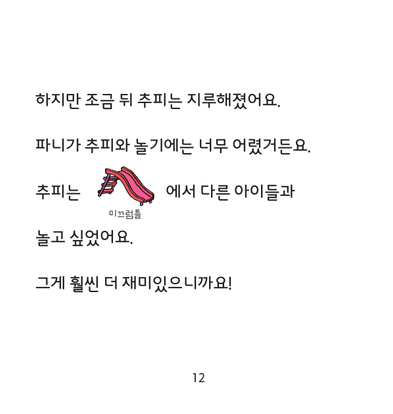 하지만 조금 뒤 추피는 지루해졌어요.
파니가 추피와 놀기에는 너무 어렸거든요.
추피는 에서 다른 아이들과
미끄럼틀
놀고 싶었어요.
그게 훨씬 더 재미있으니까요!
12